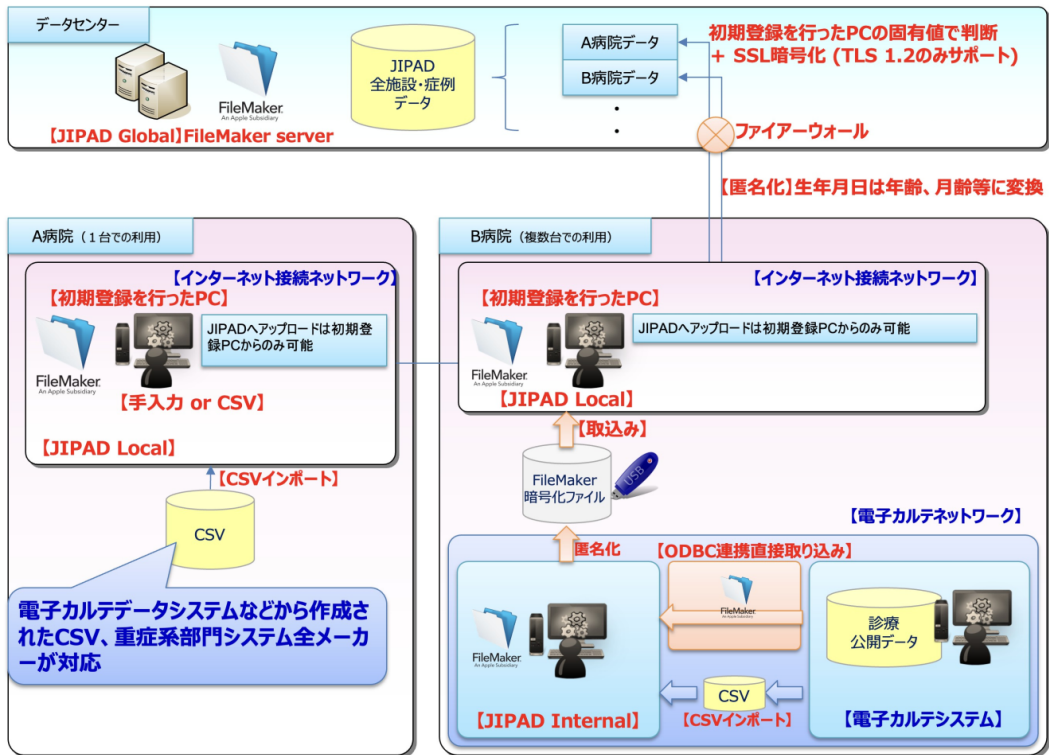 データセンター
FileMaker
An Apple Subsidiary
【JIPAD Global】FileMaker server
JIPAD
全施設・症例
データ
A病院データ
B病院データ
・
・
初期登録を行ったPCの固有値で判断
+ SSL暗号化 (TLS 1.2のみサポート)
ファイアーウォール
【匿名化】生年月日は年齢、月齢等に変換
A病院（1台での利用）
【インターネット接続ネットワーク】
【初期登録を行ったPC】
JIPADへアップロードは初期登
録PCからのみ可能
FileMaker
An Apple Subsidiary
【手入力 or CSV】
【JIPAD Local】
【CSVインポート】
CSV
電子カルテデータシステムなどから作成さ
れたCSV、重症系部門システム全メーカ
ーが対応
B病院（複数台での利用）
【インターネット接続ネットワーク】
【初期登録を行ったPC】
JIPADへアップロードは初期登録PCからのみ可能
FileMaker
An Apple Subsidiary
【JIPAD Local】
【取込み】
FileMaker
暗号化ファイル
USB
【電子カルテネットワーク】
匿名化
【ODBC連携直接取り込み】
FileMaker
An Apple Subsidiary
FileMaker
An Apple Subsidiary
診療
公開データ
CSV
【JIPAD Internal】
【CSVインポート】
【電子カルテシステム】